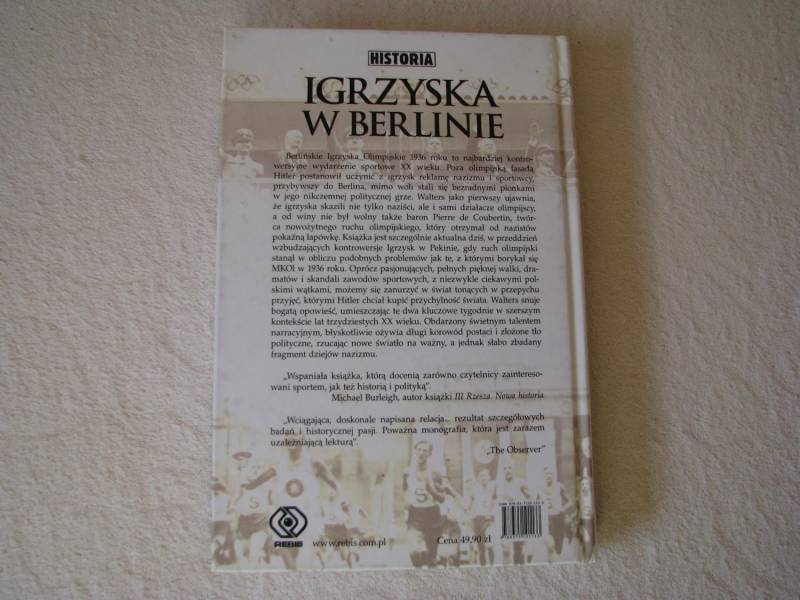 HISTORIA
IGRZYSKA
W BERLINIE
Berlińskie Igrzyska Olimpijskie 1936 roku to najbardziej kontro-
wersyjne wydarzenie sportowe XX wieku. Poza olimpijską fasadą
Hitler postanowił uczynić z igrzysk reklamę nazizmu i sportowcy,
przybywszy do Berlina, mimo woli stali się bezradnymi pionkami
w jego nikczemnej politycznej grze. Walters jako pierwszy ujawnia,
że igrzyska skazili nie tylko naziści, ale i sami działacze olimpijscy,
a od winy nie był wolny także baron Pierre de Coubertin, twór-
ca nowożytnego ruchu olimpijskiego, który otrzymał od nazistów
pokaźną łapówkę. Książka jest szczególnie aktualna dziś, w przeddzień
wzbudzających kontrowersje Igrzysk w Pekinie, gdy ruch olimpijski
stanął w obliczu podobnych problemów jak te, z którymi borykał się
MKOl w 1936 roku. Oprócz pasjonujących, pełnych pięknej walki, dra-
matów i skandali zawodów sportowych, z niezwykle ciekawymi pol-
skimi wątkami, możemy się zanurzyć w świat tonących w przepychu
przyjęć, którymi Hitler chciał kupić przychylność świata. Walters snuje
bogatą opowieść, umieszczając te dwa kluczowe tygodnie w szerszym
kontekście lat trzydziestych XX wieku. Obdarzony świetnym talentem
narracyjnym, błyskotliwie ożywia długi korowód postaci i złożone tło
polityczne, rzucając nowe światło na ważny, a jednak słabo zbadany
fragment dziejów nazizmu.
„Wspaniała książka, którą docenią zarówno czytelnicy zaintereso-
wani sportem, jak też historią i polityką”.
Michael Burleigh, autor książki III Rzesza. Nowa historia
„Wciągająca, doskonale napisana relacja... rezultat szczegółowych
badań i historycznej pasji. Poważna monografia, która jest zarazem
uzależniającą lekturą”.
„The Observer”
REBIS
www.rebis.com.pl
Cena 49,90 zł